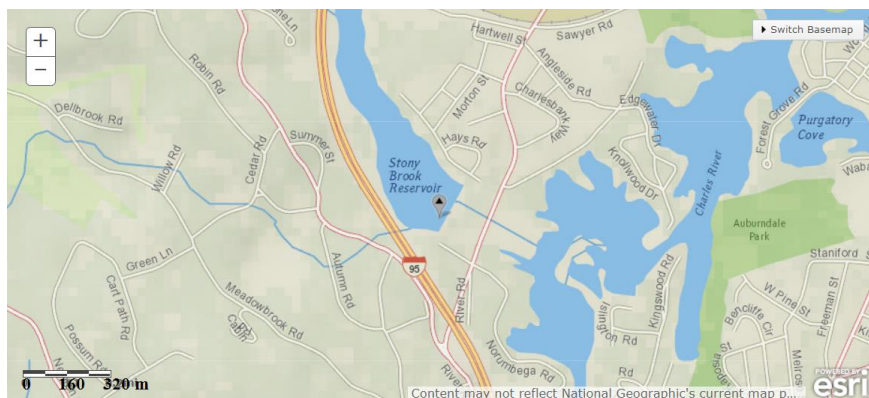 +
−
Switch Basemap
Hartwell St
Sawyer Rd
Robin Rd
Dellbrook Rd
Morton St
Angleside Rd
Charlesbank Way
Edgewater Dr
Forest Grove Rd
Purgatory
Cove
Summer St
Hays Rd
Cedar Rd
Willow Rd
Stony
Brook
Reservoir
Knollwood Dr
Charles River
Auburndale
Park
Green Ln
95
River Rd
Autumn Rd
Meadowbrook Rd
Cart Path Rd
Cabin Rd
Possum Rd
Islington Rd
Kingswood Rd
Staniford S
W Pine St
Freeman St
Bencliffe Cir
Melros
Norumbega Rd
Rd
River
0 160 320 m
Content may not reflect National Geographic's current map p...
POWERED BY
esri